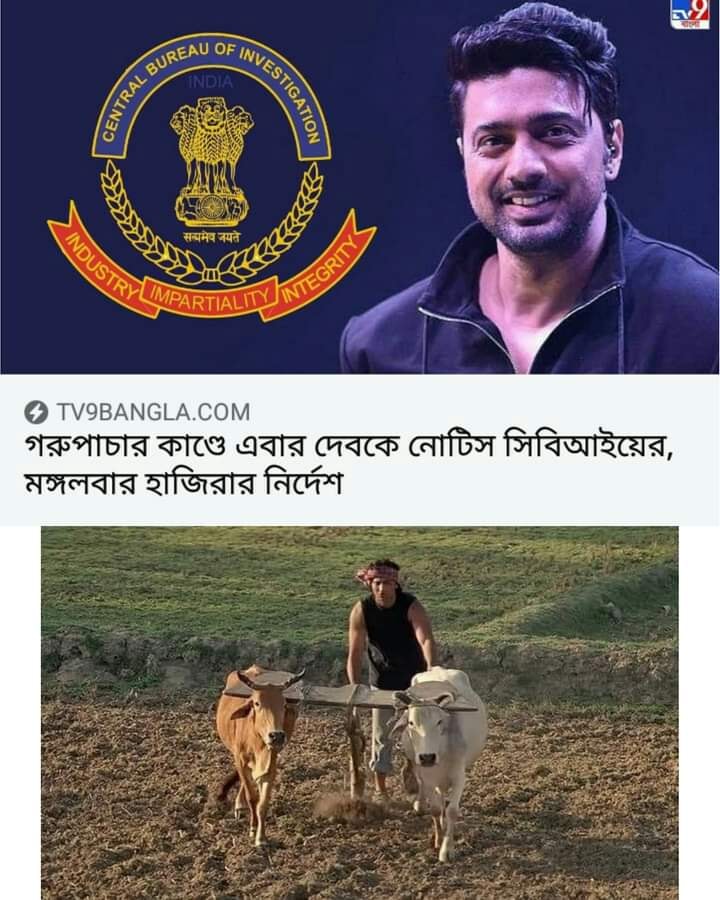 TV9
বাংলা
CENTRAL BUREAU OF INVESTIGATION
INDIA
सत्यमेव जयते
INDUSTRY IMPARTIALITY INTEGRITY
TV9BANGLA.COM
গরুপাচার কাণ্ডে এবার দেবকে নোটিস সিবিআইয়ের,
মঙ্গলবার হাজিরার নির্দেশ